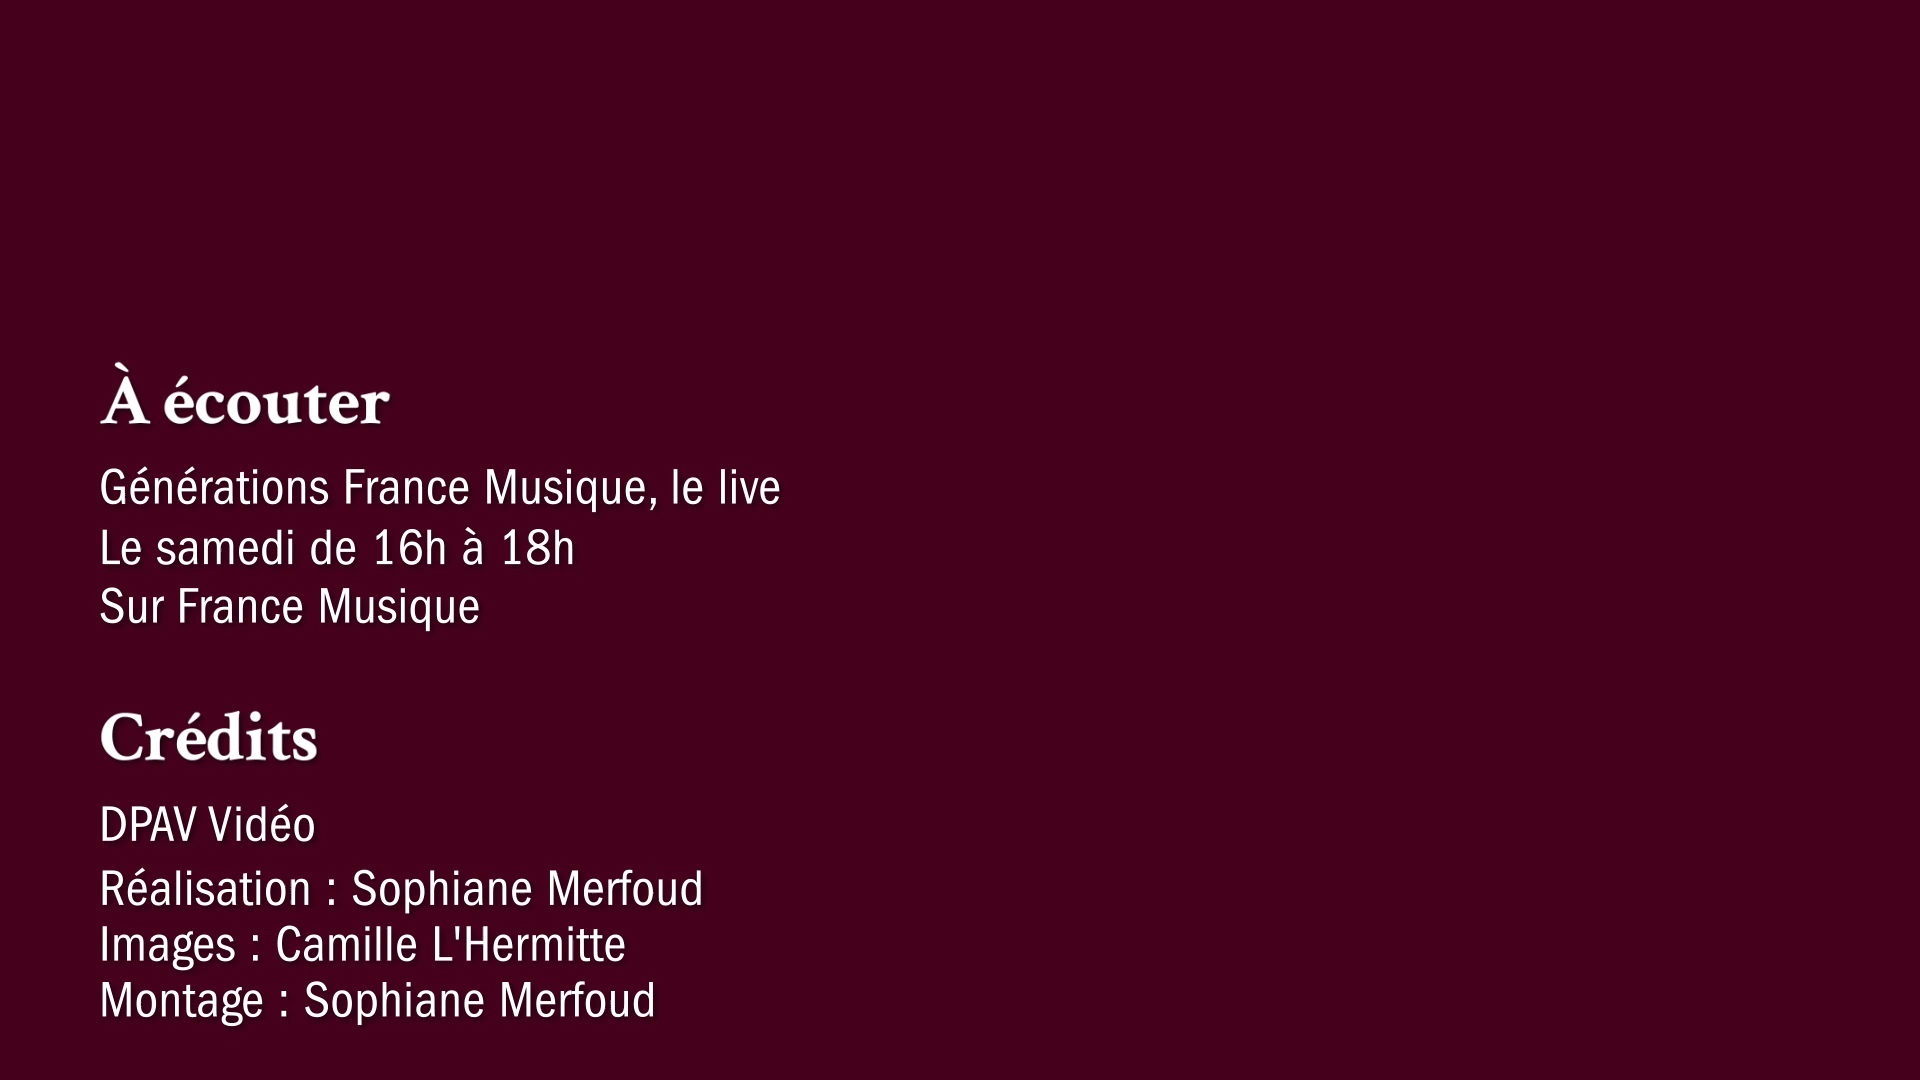 À écouter
Générations France Musique, le live
Le samedi de 16h à 18h
Sur France Musique
Crédits
DPAV Vidéo
Réalisation : Sophiane Merfoud
Images : Camille L'Hermitte
Montage : Sophiane Merfoud